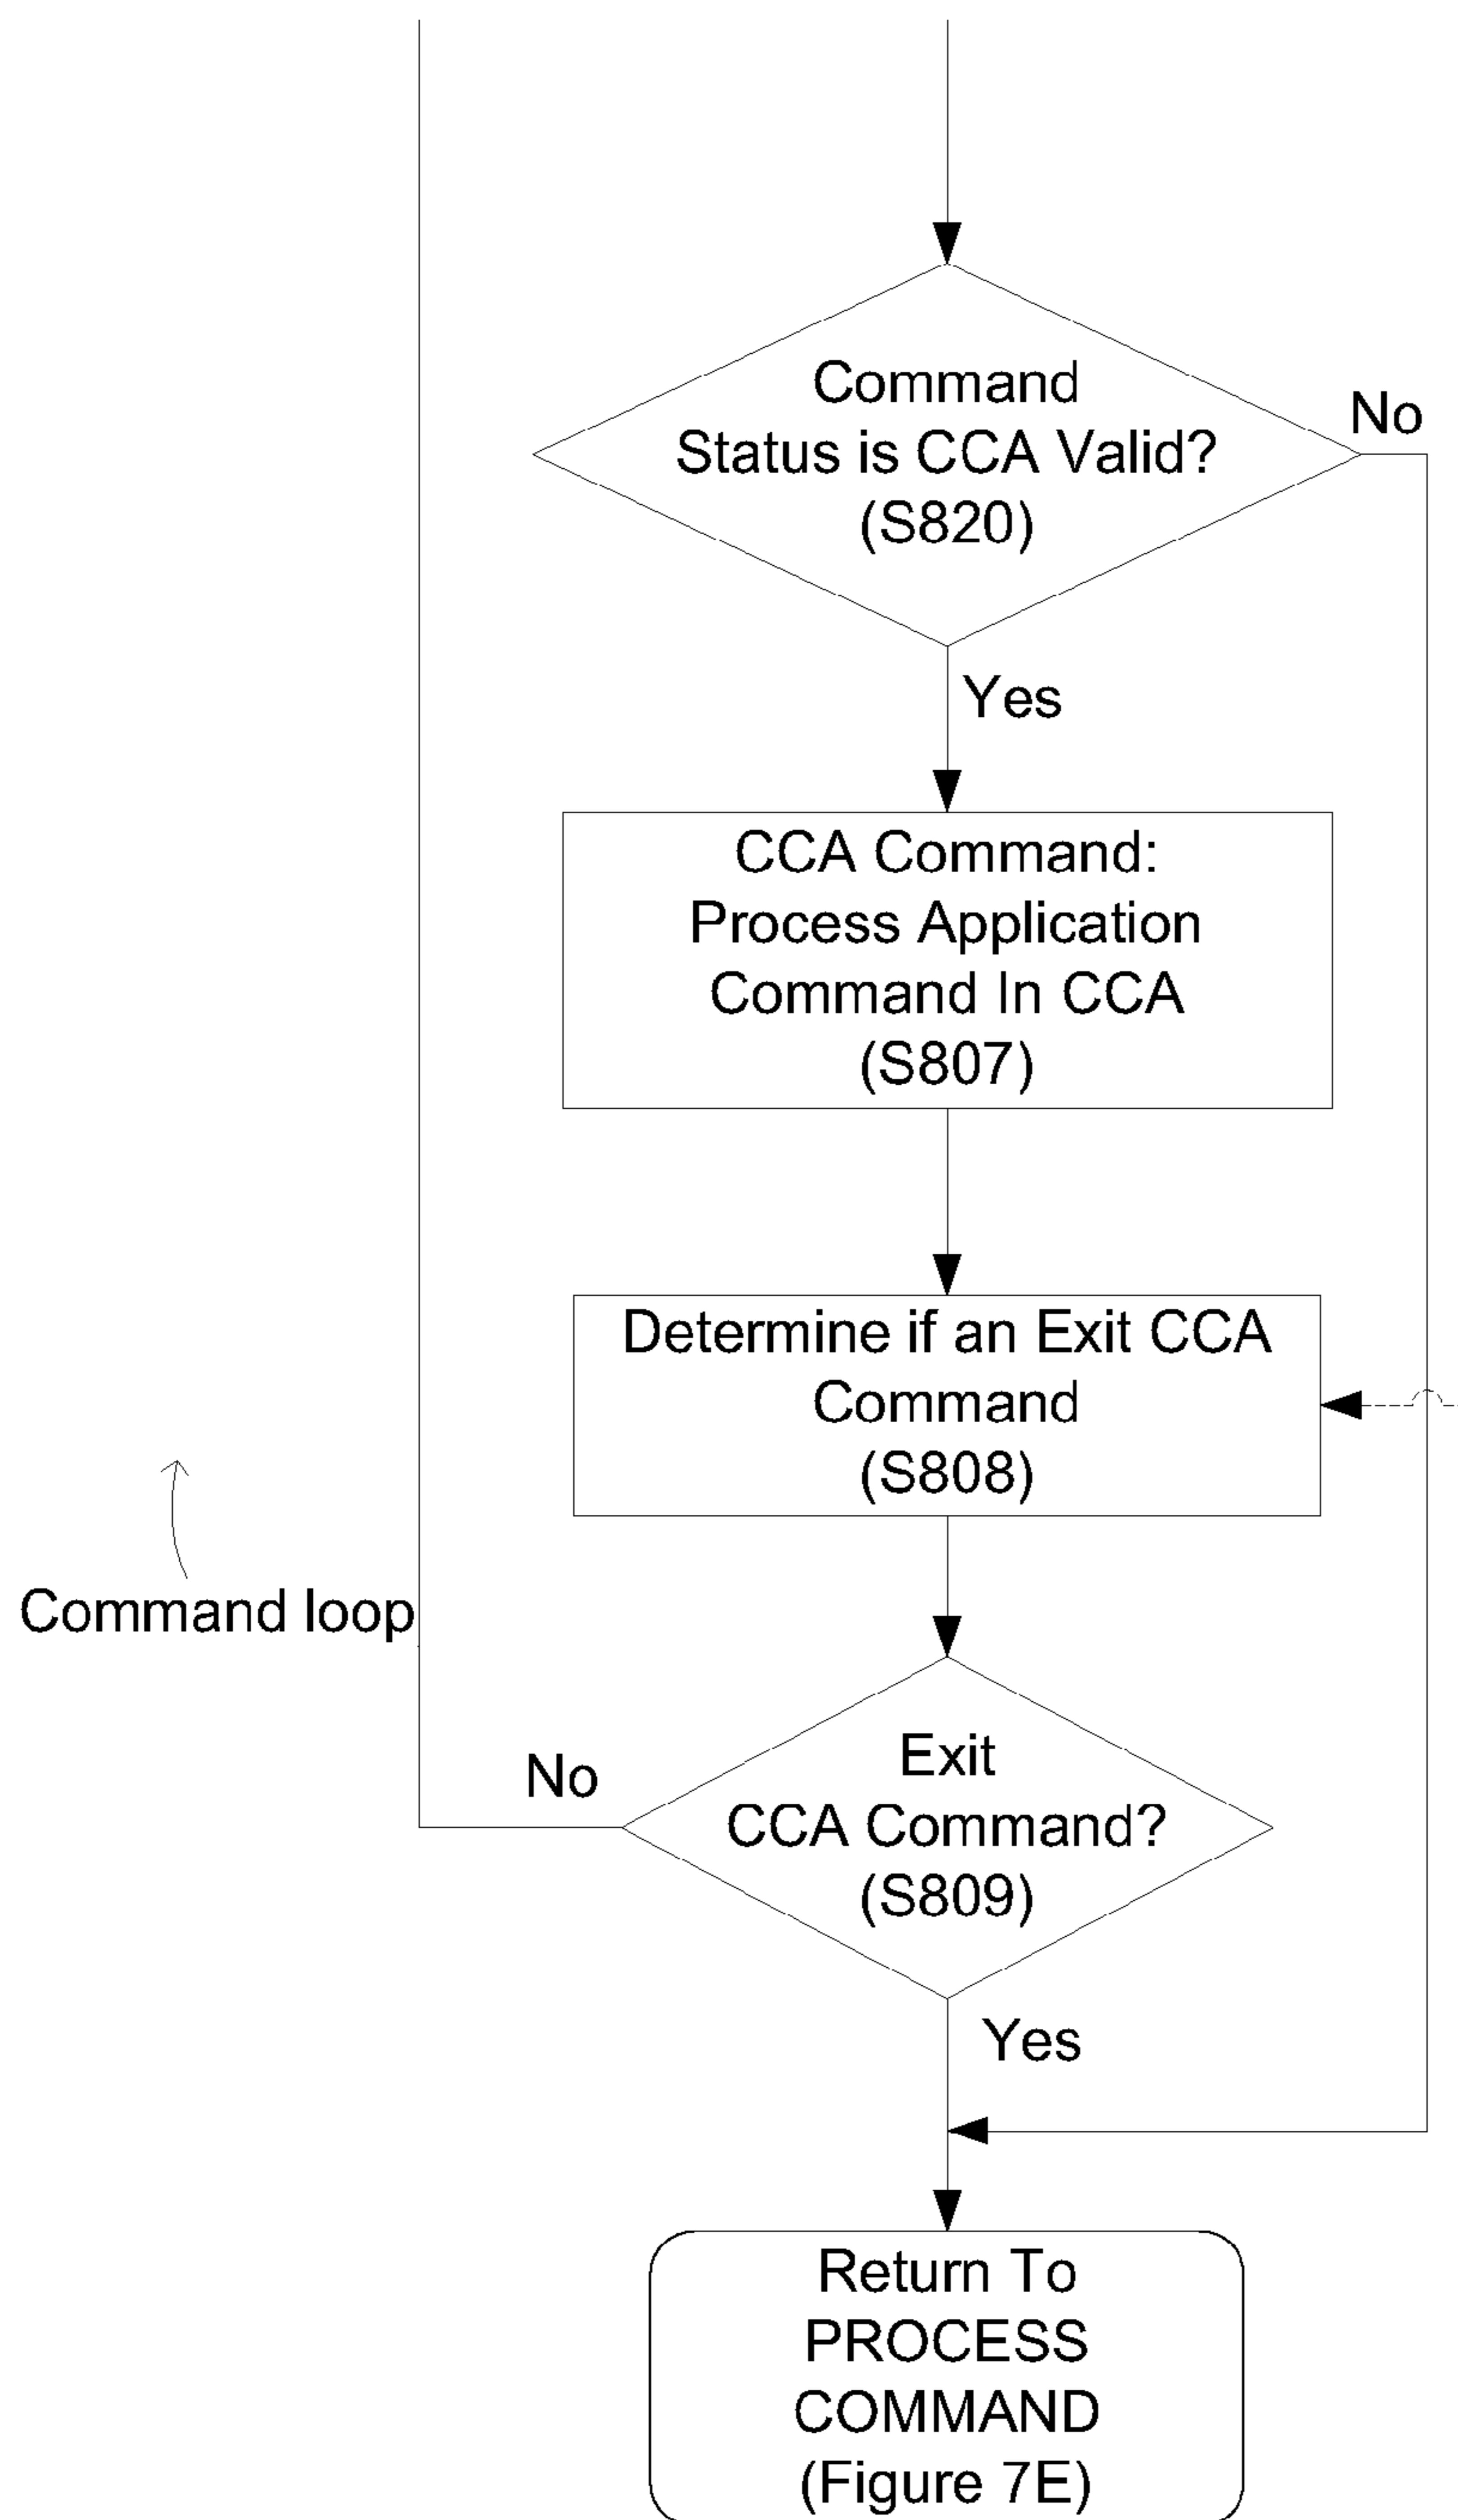 Command
Status is CCA Valid?
(S820)
No
Yes
CCA Command:
Process Application
Command In CCA
(S807)
Determine if an Exit CCA
Command
(S808)
Command loop
No
Exit
CCA Command?
(S809)
Yes
Return To
PROCESS
COMMAND
(Figure 7E)